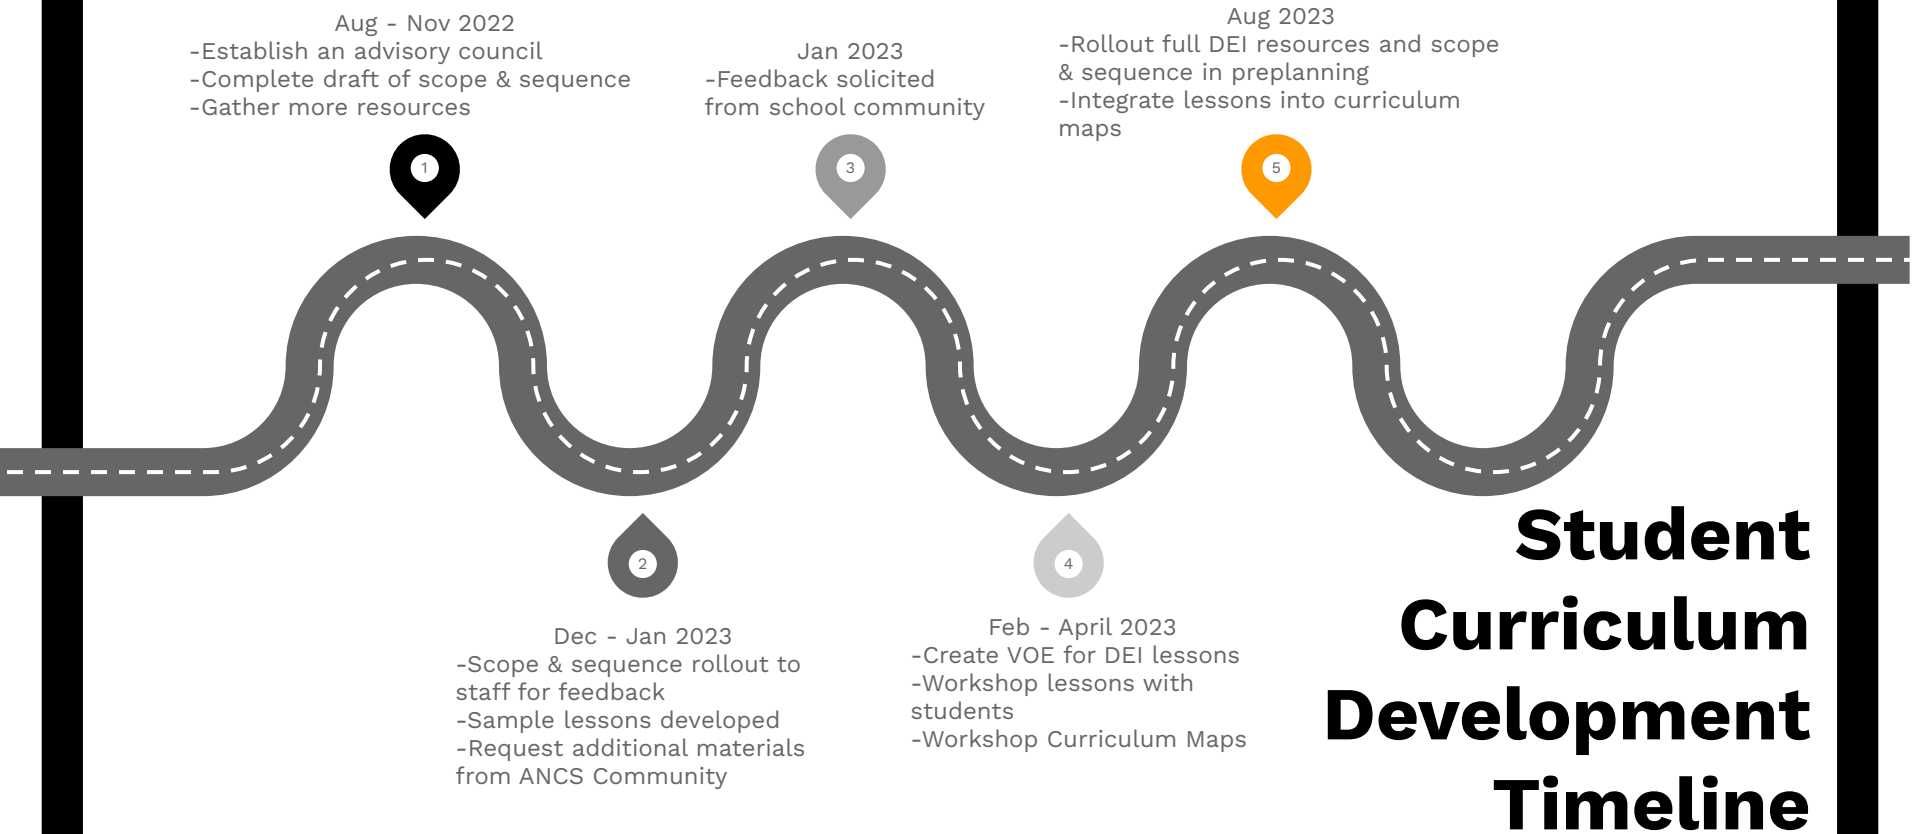 Aug - Nov 2022
-Establish an advisory council
-Complete draft of scope & sequence
-Gather more resources
1
Dec - Jan 2023
-Scope & sequence rollout to
staff for feedback
-Sample lessons developed
-Request additional materials
from ANCS Community
2
Jan 2023
-Feedback solicited
from school community
3
Feb - April 2023
-Create VOE for DEI lessons
-Workshop lessons with
students
-Workshop Curriculum Maps
4
Aug 2023
-Rollout full DEI resources and scope
& sequence in preplanning
-Integrate lessons into curriculum
maps
5
Student
Curriculum
Development
Timeline